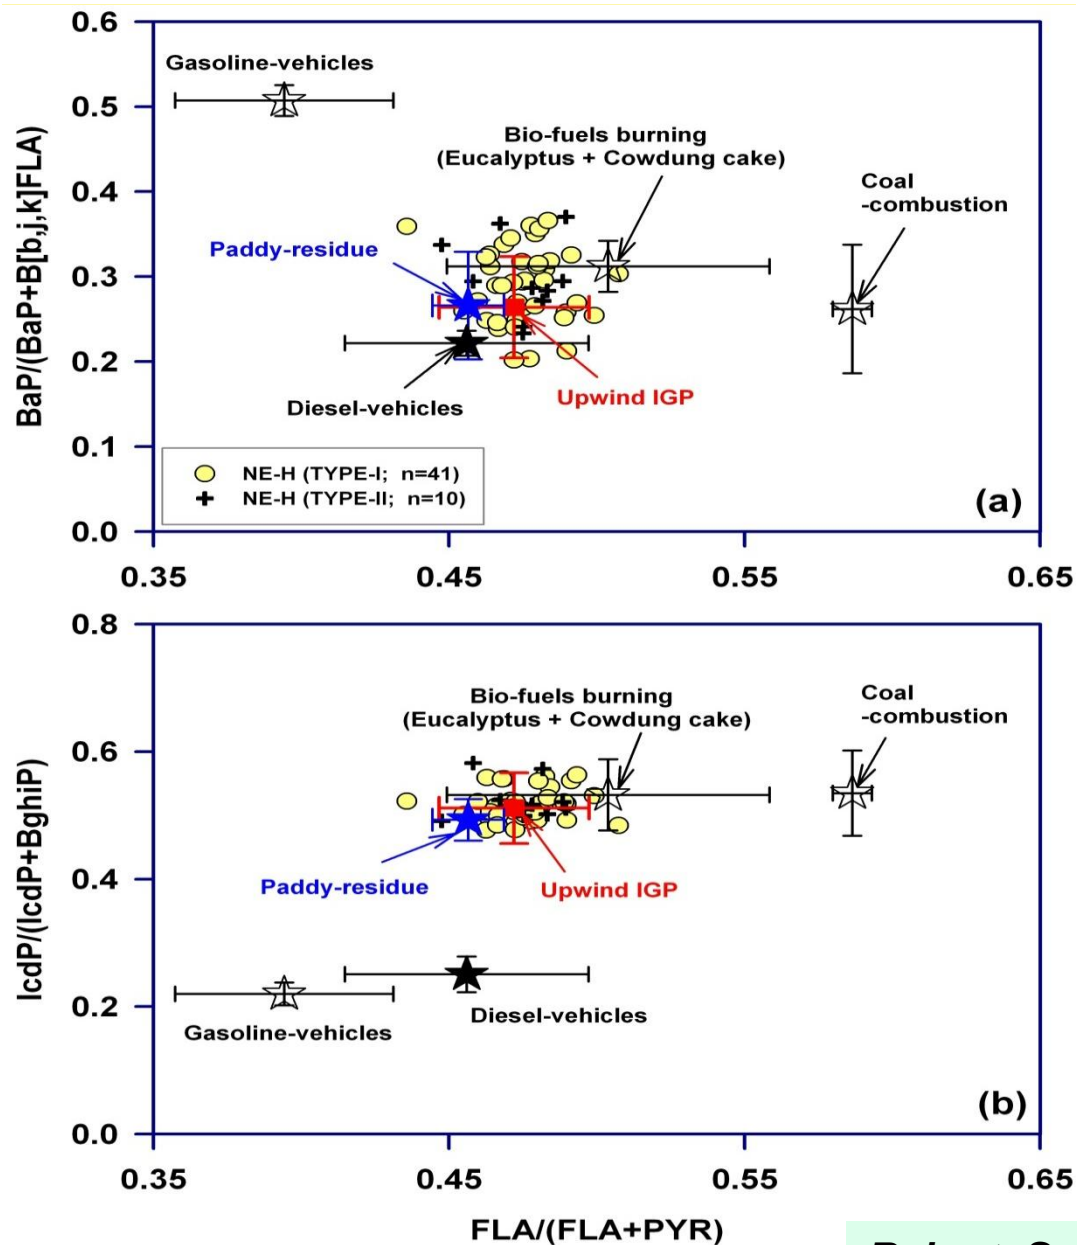 0.6
0.5
0.4
0.3
0.2
0.1
0.0
BaP/(BaP+B[b,j,k]FLA)
Gasoline-vehicles
Bio-fuels burning
(Eucalyptus + Cowdung cake)
Coal
-combustion
Paddy-residue
Upwind IGP
Diesel-vehicles
NE-H (TYPE-I; n=41)
NE-H (TYPE-II; n=10)
(a)
0.35
0.45
0.55
0.65
0.8
0.6
0.4
0.2
0.0
IcdP/(IcdP+BghiP)
Bio-fuels burning
(Eucalyptus + Cowdung cake)
Coal
-combustion
Paddy-residue
Upwind IGP
Diesel-vehicles
Gasoline-vehicles
(b)
0.35
0.45
0.55
0.65
FLA/(FLA+PYR)